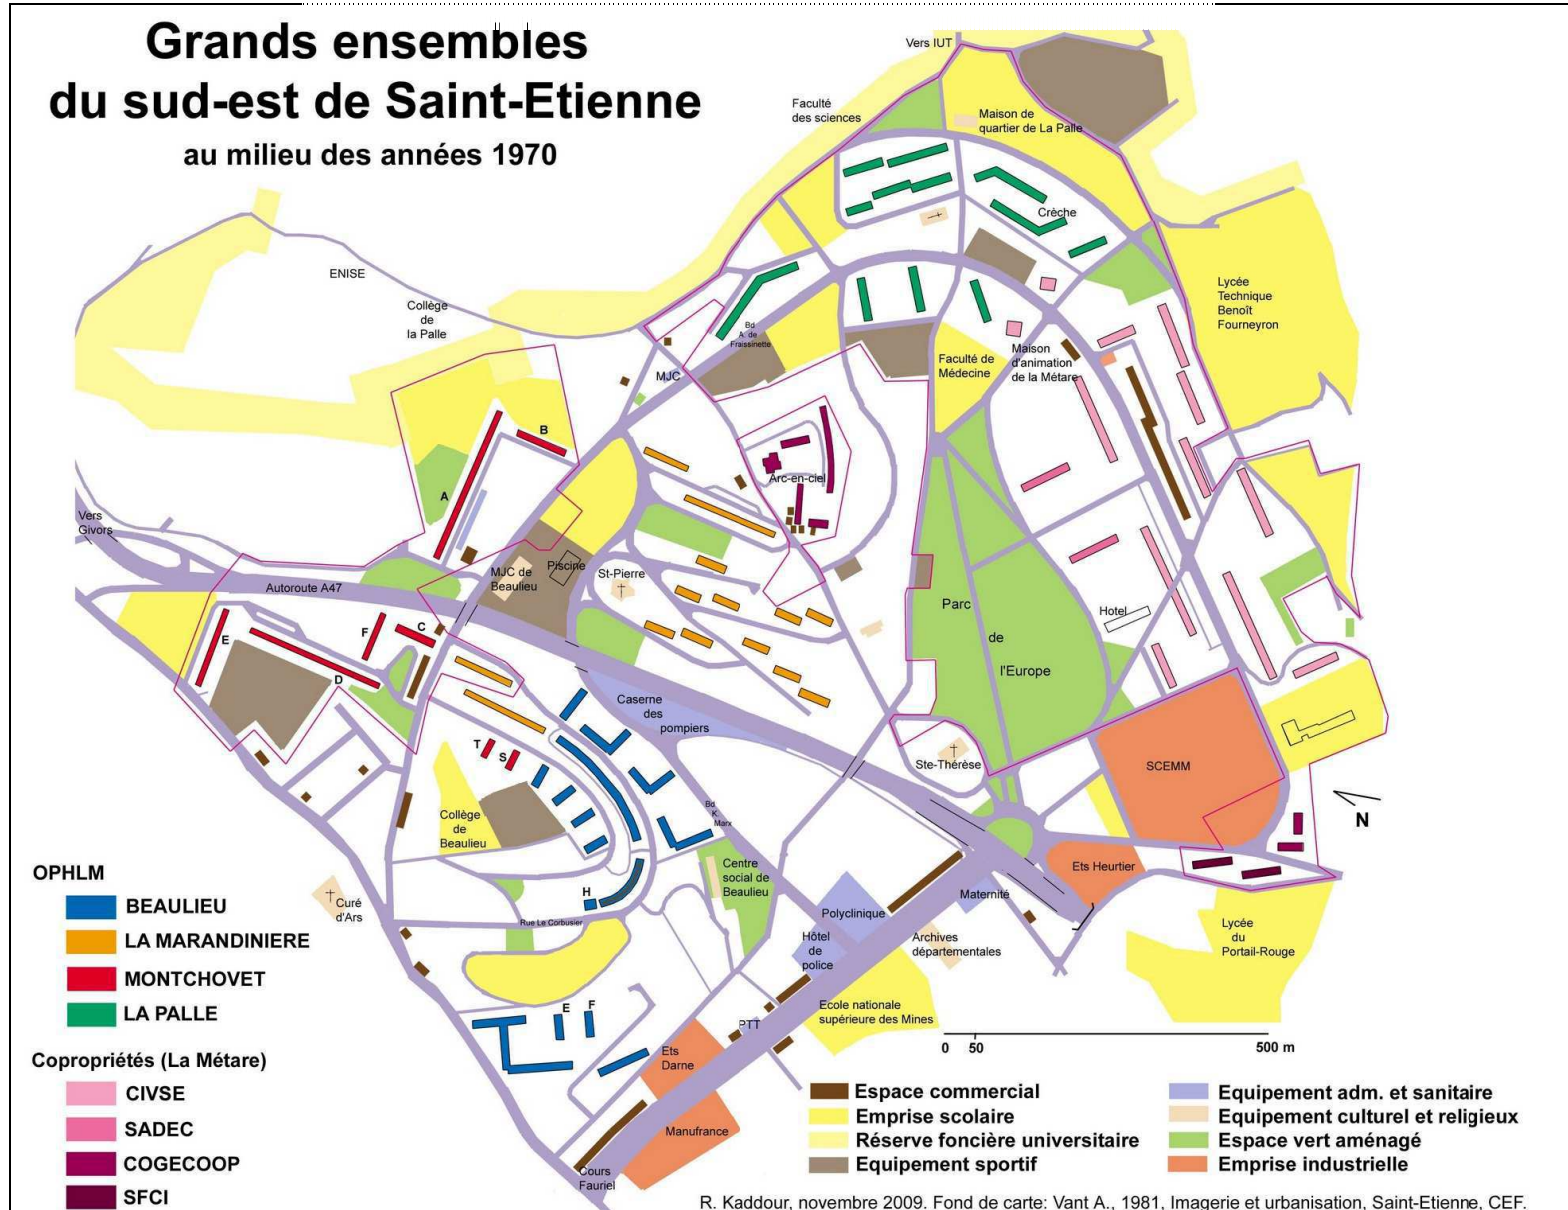 Grands ensembles
du sud-est de Saint-Etienne
au milieu des années 1970
Vers IUT
Faculté
des sciences
Maison de
quartier de La Palle
Crèche
ENISE
Collège
de
la Palle
Lycée
Technique
Benoît
Fourneyron
Bd
A. de
Fraissinette
MJC
Faculté de
Médecine
Maison
d'animation
de la Métare
B
A
Arc-en-ciel
Vers
Givors
Autoroute A47
MJC de
Beaulieu
Piscine
St-Pierre
Parc
de
l'Europe
Hotel
E
F
C
D
Caserne
des
pompiers
T
S
Ste-Thérèse
SCEMM
N
Collège
de
Beaulieu
Bd
K.
Marx
Centre
social de
Beaulieu
Ets Heurtier
Maternité
H
Curé
d'Ars
Rue Le Corbusier
Polyclinique
Hôtel
de
police
Archives
départementales
Lycée
du
Portail-Rouge
E
F
PTT
Ecole nationale
supérieure des Mines
Ets
Darne
Manufrance
Cours
Fauriel
0 50 500 m
OPHLM
BEAULIEU
LA MARANDINIERE
MONTCHOVET
LA PALLE
Copropriétés (La Métare)
CIVSE
SADEC
COGECOOP
SFCI
Espace commercial
Emprise scolaire
Réserve foncière universitaire
Equipement sportif
Equipement adm. et sanitaire
Equipement culturel et religieux
Espace vert aménagé
Emprise industrielle
R. Kaddour, novembre 2009. Fond de carte: Vant A., 1981, Imagerie et urbanisation, Saint-Etienne, CEF.